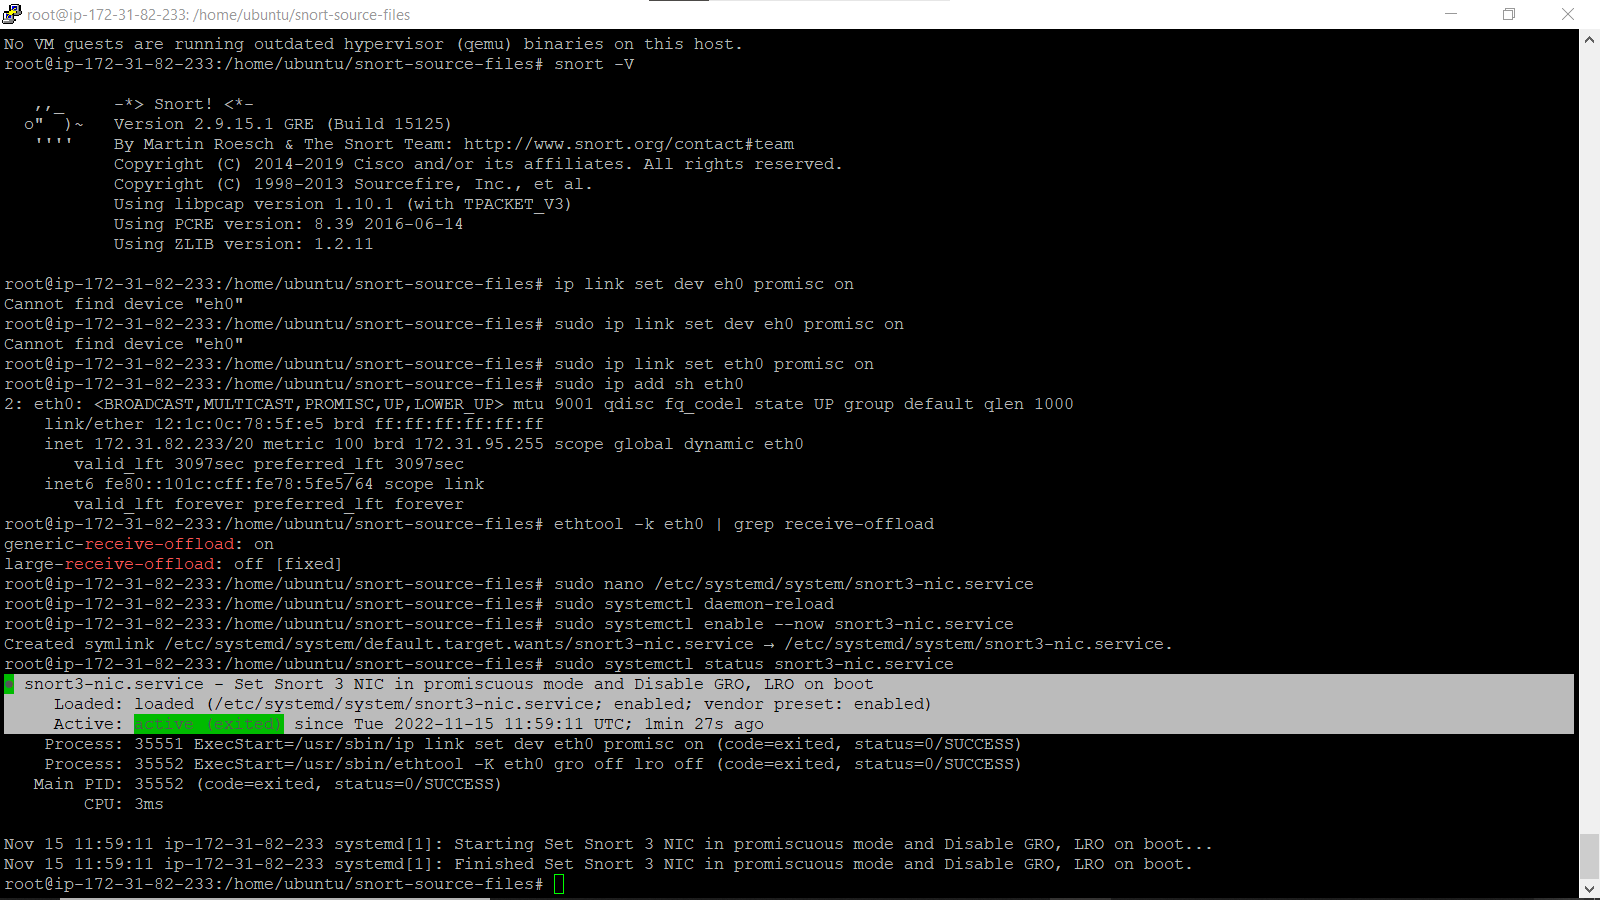 root@ip-172-31-82-233: /home/ubuntu/snort-source-files
No VM guests are running outdated hypervisor (qemu) binaries on this host.
root@ip-172-31-82-233:/home/ubuntu/snort-source-files# snort -V
   ,,_     -*> Snort! <*-
  o"  )~   Version 2.9.15.1 GRE (Build 15125)
   ''''    By Martin Roesch & The Snort Team: http://www.snort.org/contact#team
           Copyright (C) 2014-2019 Cisco and/or its affiliates. All rights reserved.
           Copyright (C) 1998-2013 Sourcefire, Inc., et al.
           Using libpcap version 1.10.1 (with TPACKET_V3)
           Using PCRE version: 8.39 2016-06-14
           Using ZLIB version: 1.2.11
root@ip-172-31-82-233:/home/ubuntu/snort-source-files# ip link set dev eh0 promisc on
Cannot find device "eh0"
root@ip-172-31-82-233:/home/ubuntu/snort-source-files# sudo ip link set dev eh0 promisc on
Cannot find device "eh0"
root@ip-172-31-82-233:/home/ubuntu/snort-source-files# sudo ip link set eth0 promisc on
root@ip-172-31-82-233:/home/ubuntu/snort-source-files# sudo ip add sh eth0
2: eth0: <BROADCAST,MULTICAST,PROMISC,UP,LOWER_UP> mtu 9001 qdisc fq_codel state UP group default qlen 1000
    link/ether 12:1c:0c:78:5f:e5 brd ff:ff:ff:ff:ff:ff
    inet 172.31.82.233/20 metric 100 brd 172.31.95.255 scope global dynamic eth0
       valid_lft 3097sec preferred_lft 3097sec
    inet6 fe80::101c:cff:fe78:5fe5/64 scope link
       valid_lft forever preferred_lft forever
root@ip-172-31-82-233:/home/ubuntu/snort-source-files# ethtool -k eth0 | grep receive-offload
generic-receive-offload: on
large-receive-offload: off [fixed]
root@ip-172-31-82-233:/home/ubuntu/snort-source-files# sudo nano /etc/systemd/system/snort3-nic.service
root@ip-172-31-82-233:/home/ubuntu/snort-source-files# sudo systemctl daemon-reload
root@ip-172-31-82-233:/home/ubuntu/snort-source-files# sudo systemctl enable --now snort3-nic.service
Created symlink /etc/systemd/system/default.target.wants/snort3-nic.service → /etc/systemd/system/snort3-nic.service.
root@ip-172-31-82-233:/home/ubuntu/snort-source-files# sudo systemctl status snort3-nic.service
● snort3-nic.service - Set Snort 3 NIC in promiscuous mode and Disable GRO, LRO on boot
     Loaded: loaded (/etc/systemd/system/snort3-nic.service; enabled; vendor preset: enabled)
     Active: active (exited) since Tue 2022-11-15 11:59:11 UTC; 1min 27s ago
    Process: 35551 ExecStart=/usr/sbin/ip link set dev eth0 promisc on (code=exited, status=0/SUCCESS)
    Process: 35552 ExecStart=/usr/sbin/ethtool -K eth0 gro off lro off (code=exited, status=0/SUCCESS)
   Main PID: 35552 (code=exited, status=0/SUCCESS)
        CPU: 3ms
Nov 15 11:59:11 ip-172-31-82-233 systemd[1]: Starting Set Snort 3 NIC in promiscuous mode and Disable GRO, LRO on boot...
Nov 15 11:59:11 ip-172-31-82-233 systemd[1]: Finished Set Snort 3 NIC in promiscuous mode and Disable GRO, LRO on boot.
root@ip-172-31-82-233:/home/ubuntu/snort-source-files#